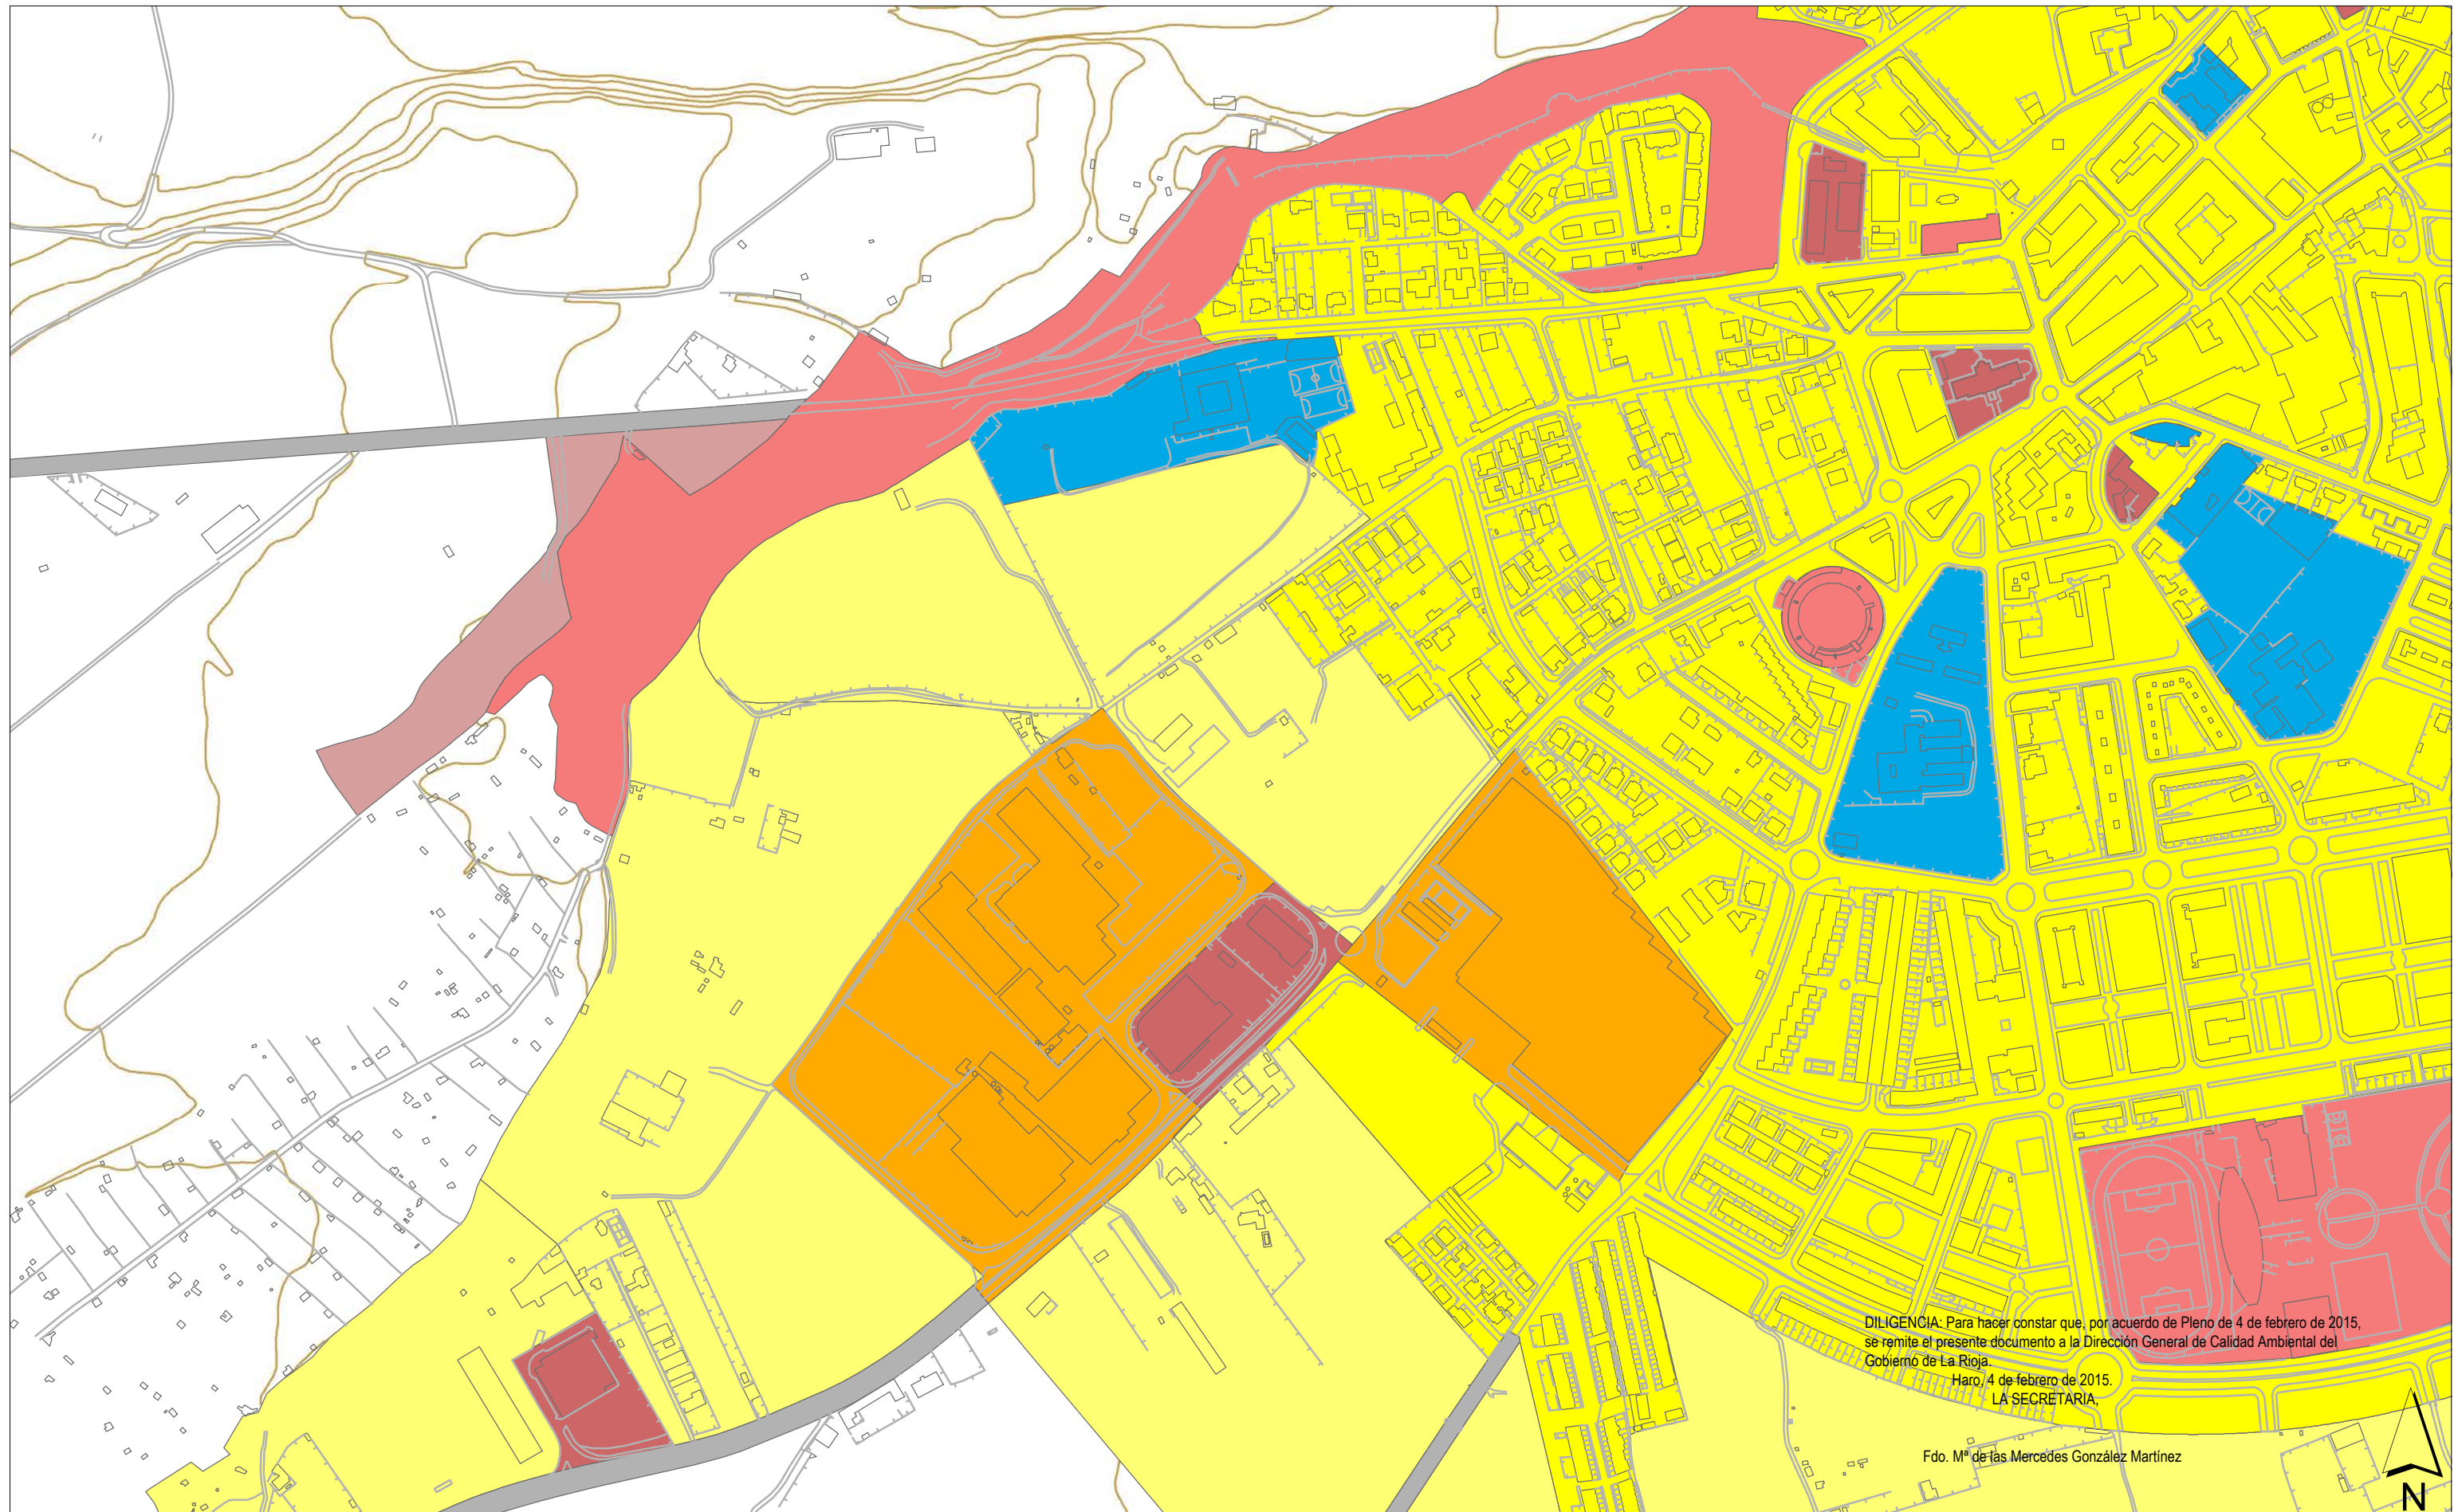 DILIGENCIA: Para hacer constar que, por acuerdo de Pleno de 4 de febrero de 2015,
se remite el presente documento a la Dirección General de Calidad Ambiental del
Gobierno de La Rioja.
Haro, 4 de febrero de 2015.
LA SECRETARIA,
Fdo. Mª de las Mercedes González Martínez
N